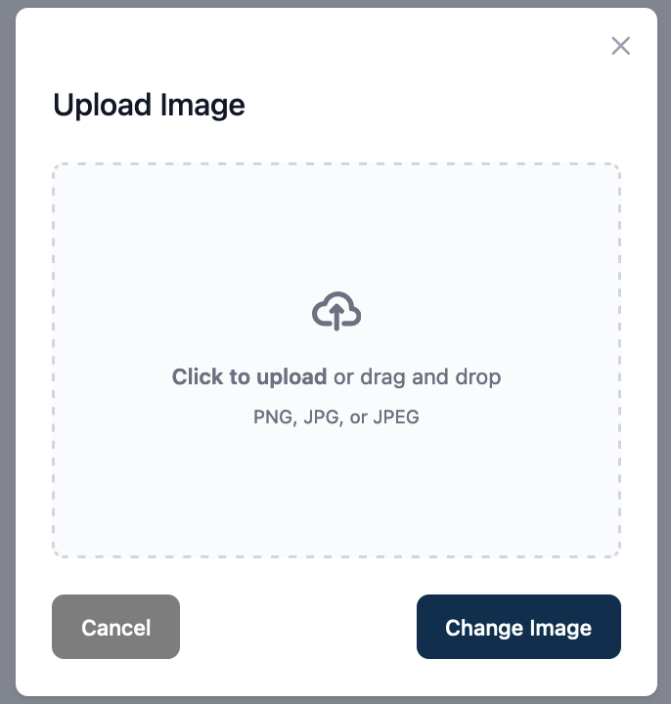 Upload Image
Click to upload or drag and drop
PNG, JPG, or JPEG
Cancel
Change Image